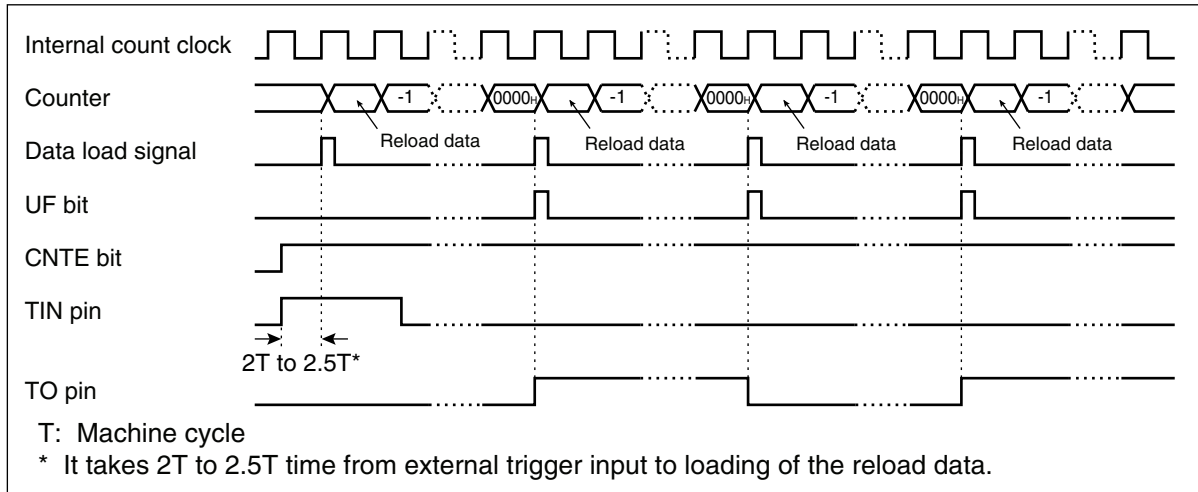 Internal count clock
Counter
-1 0000H -1 0000H -1 0000H -1
Reload data Reload data Reload data Reload data
Data load signal
UF bit
CNTE bit
TIN pin
2T to 2.5T*
TO pin
T: Machine cycle
* It takes 2T to 2.5T time from external trigger input to loading of the reload data.